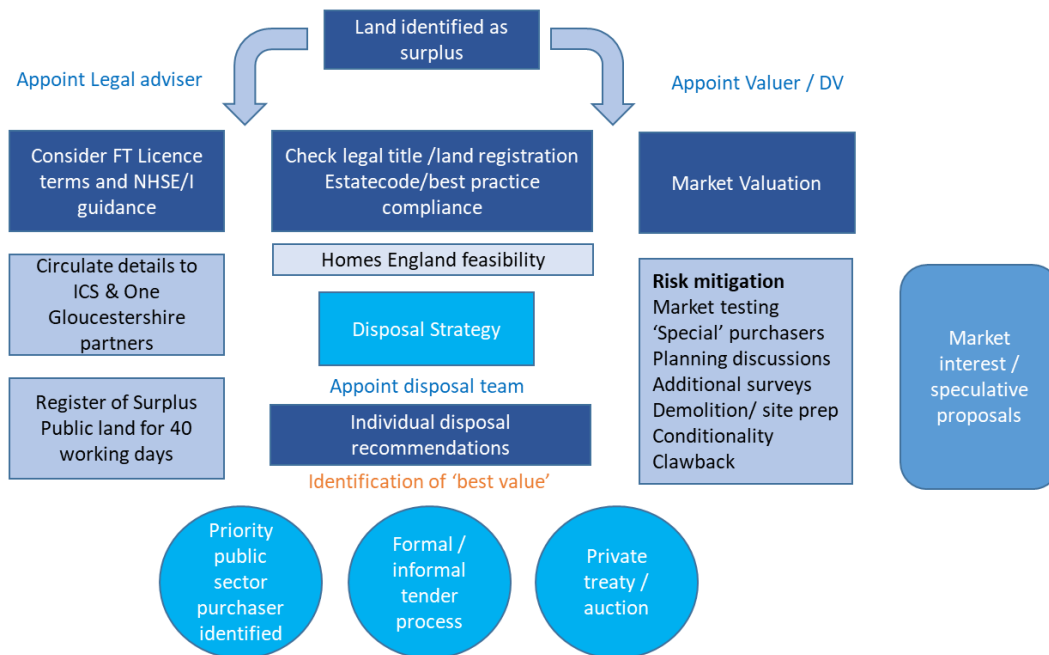 Land identified as
surplus
Appoint Legal adviser
Appoint Valuer / DV
Consider FT Licence
terms and NHSE/I
guidance
Check legal title /land registration
Estatecode/best practice
compliance
Market Valuation
Circulate details to
ICS & One
Gloucestershire
partners
Homes England feasibility
Disposal Strategy
Appoint disposal team
Register of Surplus
Public land for 40
working days
Individual disposal
recommendations
Identification of ‘best value’
Risk mitigation
Market testing
‘Special’ purchasers
Planning discussions
Additional surveys
Demolition/ site prep
Conditionality
Clawback
Market
interest /
speculative
proposals
Priority
public
sector
purchaser
identified
Formal /
informal
tender
process
Private
treaty /
auction